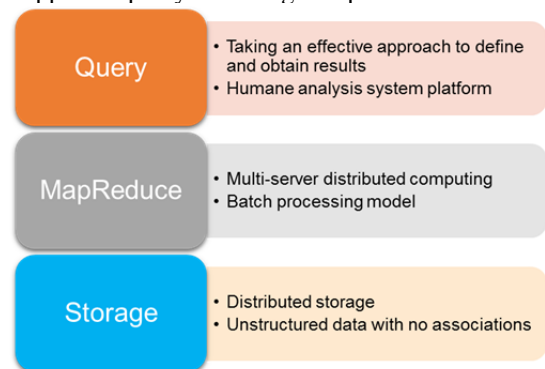 Query
• Taking an effective approach to define
and obtain results
• Humane analysis system platform
MapReduce
• Multi-server distributed computing
• Batch processing model
Storage
• Distributed storage
• Unstructured data with no associations